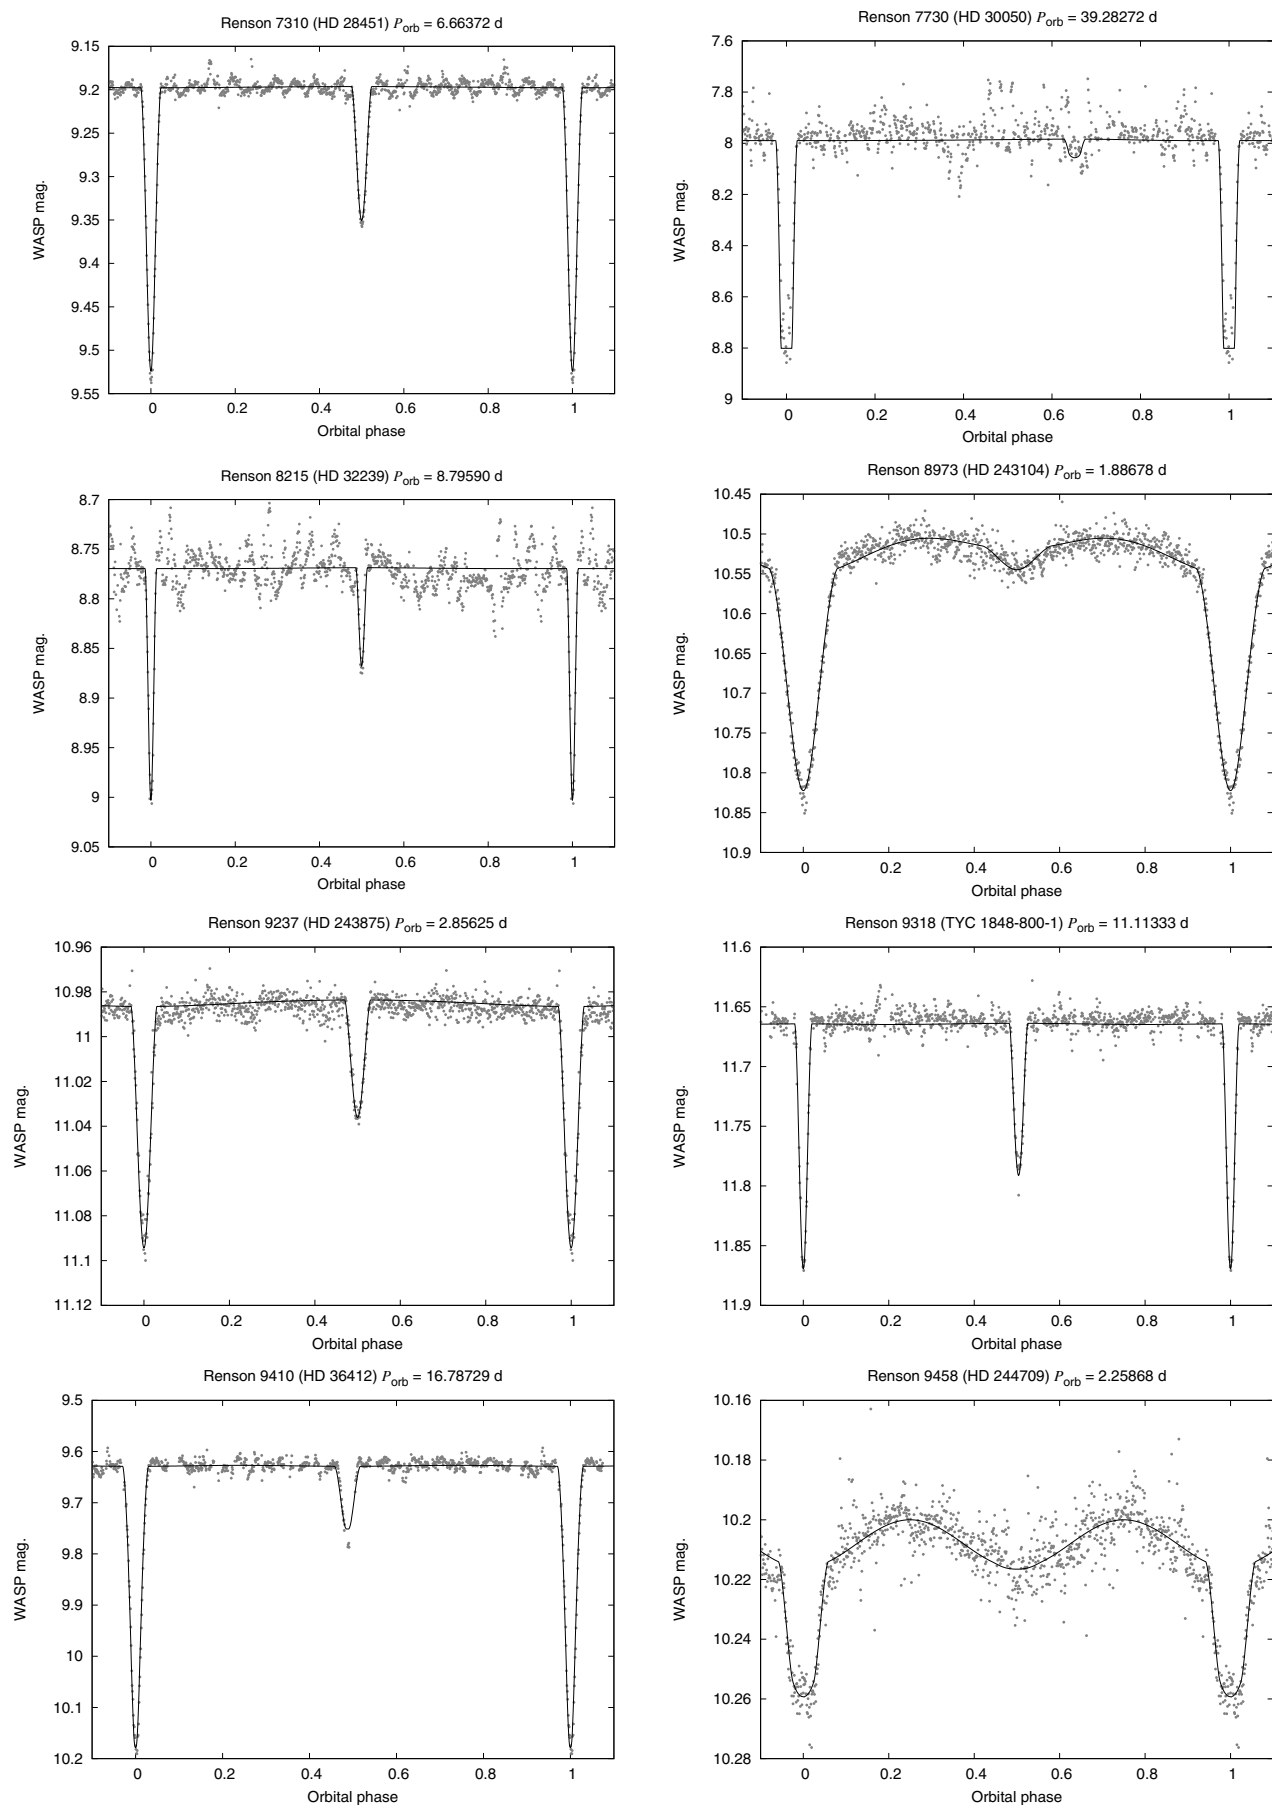 Renson 7310 (HD 28451) Porb = 6.66372 d
9.15
9.2
9.25
9.3
9.35
9.4
9.45
9.5
9.55
WASP mag.
0 0.2 0.4 0.6 0.8 1
Orbital phase
Renson 7730 (HD 30050) Porb = 39.28272 d
7.6
7.8
8
8.2
8.4
8.6
8.8
9
WASP mag.
0 0.2 0.4 0.6 0.8 1
Orbital phase
Renson 8215 (HD 32239) Porb = 8.79590 d
8.7
8.75
8.8
8.85
8.9
8.95
9
9.05
WASP mag.
0 0.2 0.4 0.6 0.8 1
Orbital phase
Renson 8973 (HD 243104) Porb = 1.88678 d
10.45
10.5
10.55
10.6
10.65
10.7
10.75
10.8
10.85
10.9
WASP mag.
0 0.2 0.4 0.6 0.8 1
Orbital phase
Renson 9237 (HD 243875) Porb = 2.85625 d
10.96
10.98
11
11.02
11.04
11.06
11.08
11.1
11.12
WASP mag.
0 0.2 0.4 0.6 0.8 1
Orbital phase
Renson 9318 (TYC 1848-800-1) Porb = 11.11333 d
11.6
11.65
11.7
11.75
11.8
11.85
11.9
WASP mag.
0 0.2 0.4 0.6 0.8 1
Orbital phase
Renson 9410 (HD 36412) Porb = 16.78729 d
9.5
9.6
9.7
9.8
9.9
10
10.1
10.2
WASP mag.
0 0.2 0.4 0.6 0.8 1
Orbital phase
Renson 9458 (HD 244709) Porb = 2.25868 d
10.16
10.18
10.2
10.22
10.24
10.26
10.28
WASP mag.
0 0.2 0.4 0.6 0.8 1
Orbital phase